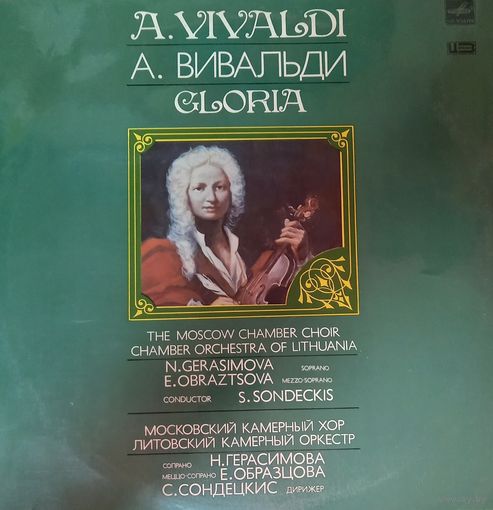 A. VIVALDI
А. ВИВАЛЬДИ
GLORIA
THE MOSCOW CHAMBER CHOIR
CHAMBER ORCHESTRA OF LITHUANIA
N. GERASIMOVA SOPRANO
E. OBRAZTSOVA MEZZO-SOPRANO
CONDUCTOR S. SONDECKIS
МОСКОВСКИЙ КАМЕРНЫЙ ХОР
ЛИТОВСКИЙ КАМЕРНЫЙ ОРКЕСТР
СОПРАНО Н. ГЕРАСИМОВА
МЕЦЦО-СОПРАНО Е. ОБРАЗЦОВА
С. СОНДЕЦКИС ДИРИЖЕР